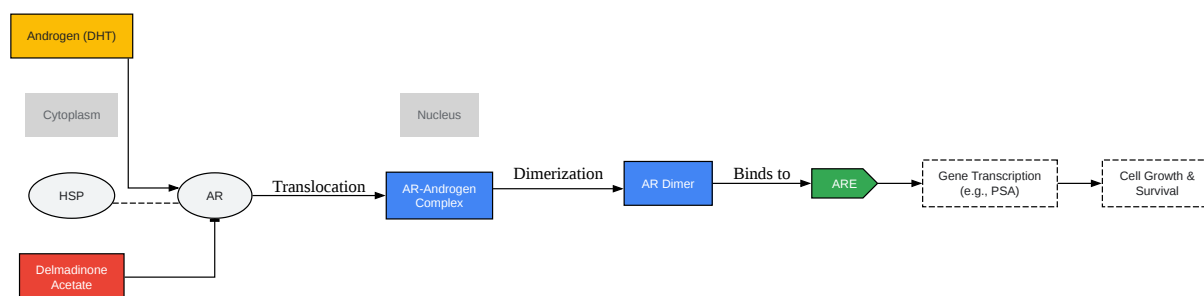 Androgen (DHT)
Cytoplasm
Nucleus
HSP
AR
Translocation
AR-Androgen
Complex
Dimerization
AR Dimer
Binds to
ARE
Gene Transcription
(e.g., PSA)
Cell Growth &
Survival
Delmadinone
Acetate